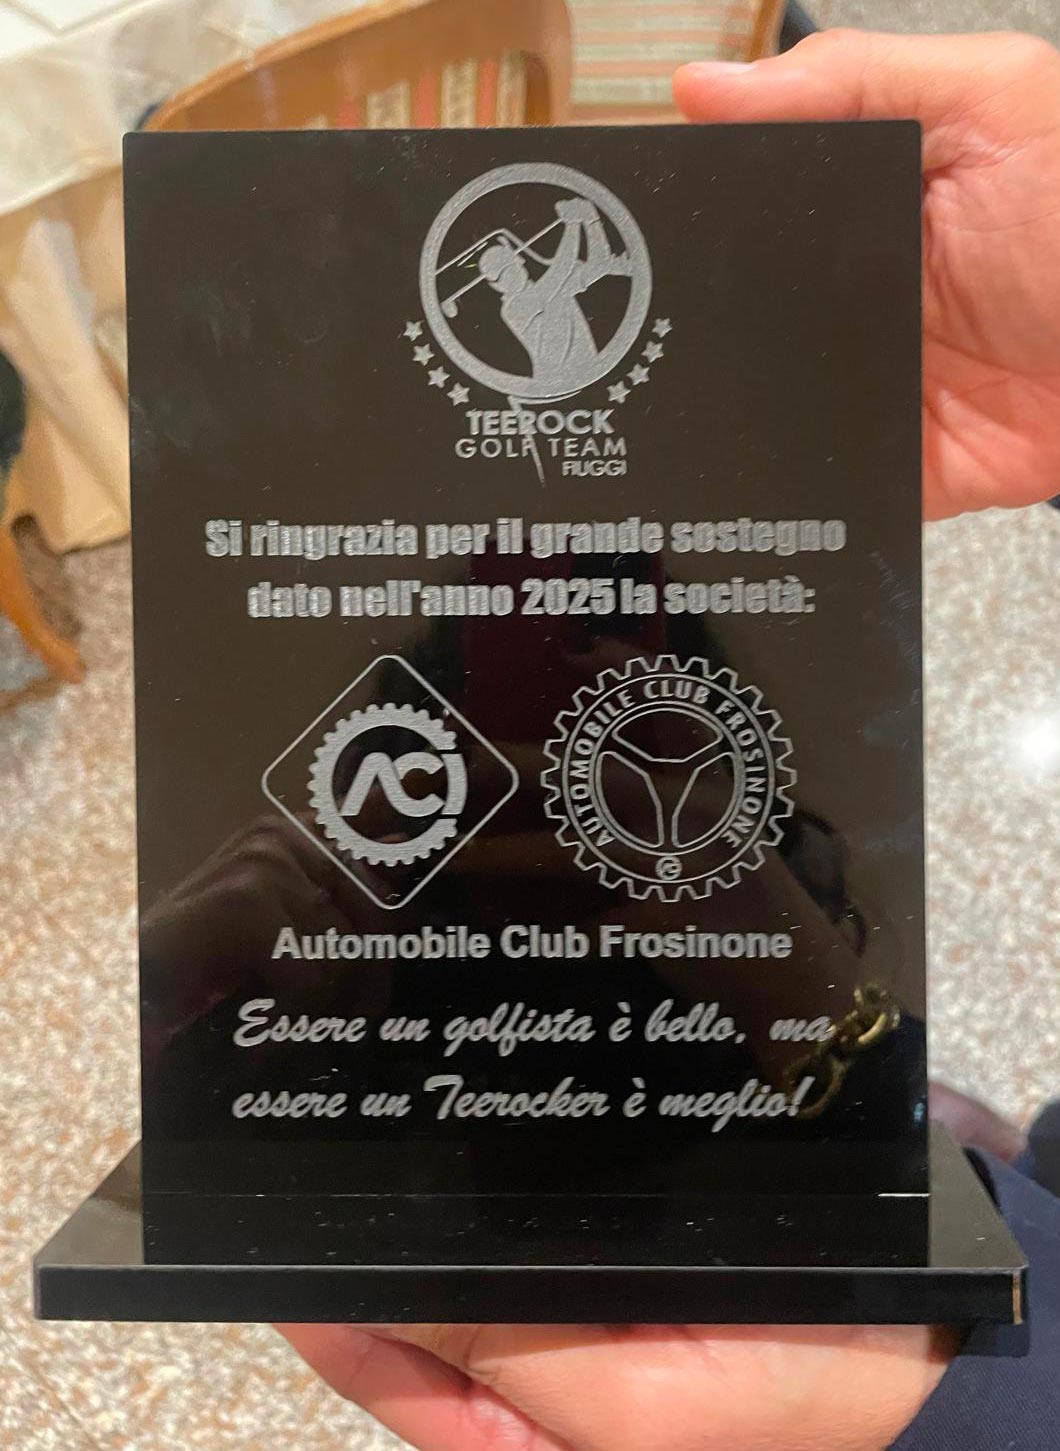 TEEROCK
GOLF TEAM
FIUGGI
Si ringrazia per il grande sostegno
dato nell'anno 2025 la società:
ACI
AUTOMOBILE CLUB FROSINONE
Automobile Club Frosinone
Essere un golfista è bello, ma
essere un Teerocker è meglio!